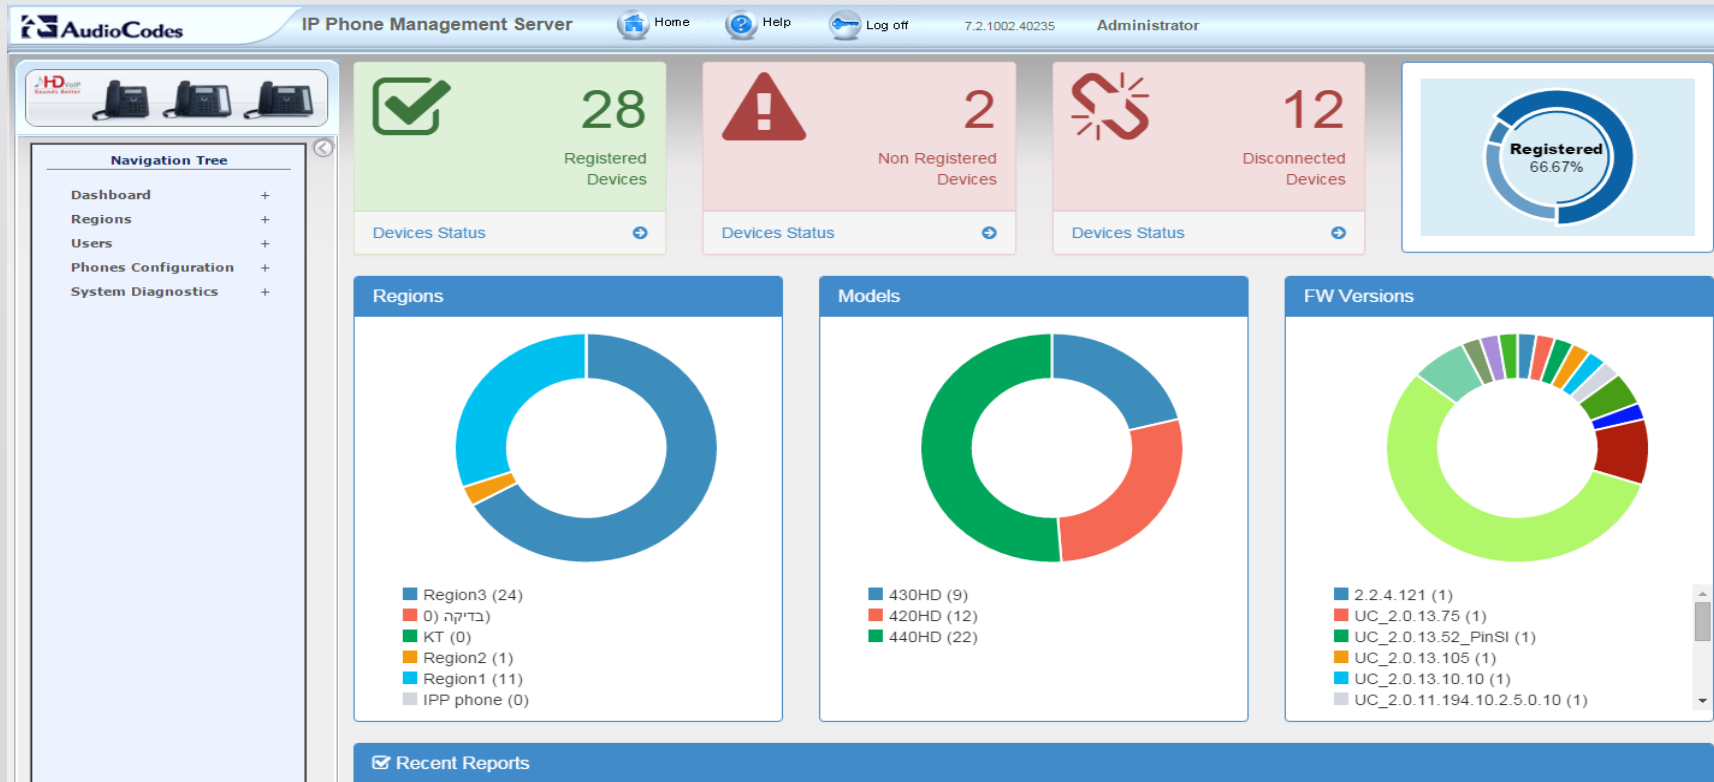 AudioCodes
IP Phone Management Server
Home
Help
Log off
7.2.1002.40235
Administrator
HD VoIP
Sounds Better
Navigation Tree
Dashboard +
Regions +
Users +
Phones Configuration +
System Diagnostics +
28
Registered
Devices
Devices Status
2
Non Registered
Devices
Devices Status
12
Disconnected
Devices
Devices Status
Registered
66.67%
Regions
Region3 (24)
בדיקה (0)
KT (0)
Region2 (1)
Region1 (11)
IPP phone (0)
Models
430HD (9)
420HD (12)
440HD (22)
FW Versions
2.2.4.121 (1)
UC_2.0.13.75 (1)
UC_2.0.13.52_PinSI (1)
UC_2.0.13.105 (1)
UC_2.0.13.10.10 (1)
UC_2.0.11.194.10.2.5.0.10 (1)
Recent Reports